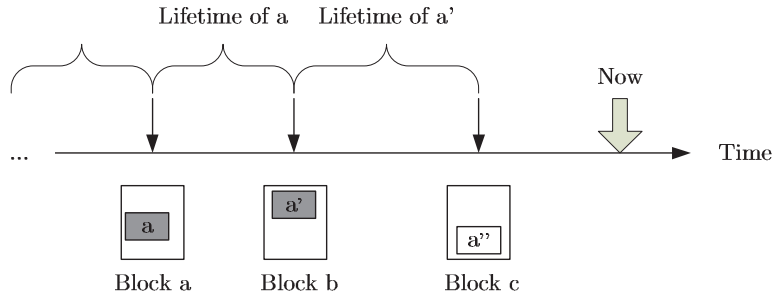 Lifetime of a Lifetime of a'
Now
...
Time
a
a'
a''
Block a
Block b
Block c